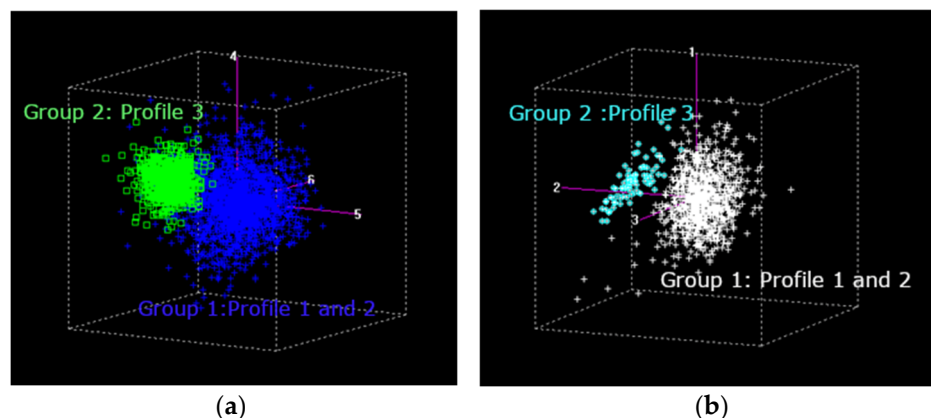 4
Group 2: Profile 3
6
5
Group 1:Profile 1 and 2
(a)
1
Group 2 :Profile 3
2
3
Group 1: Profile 1 and 2
(b)